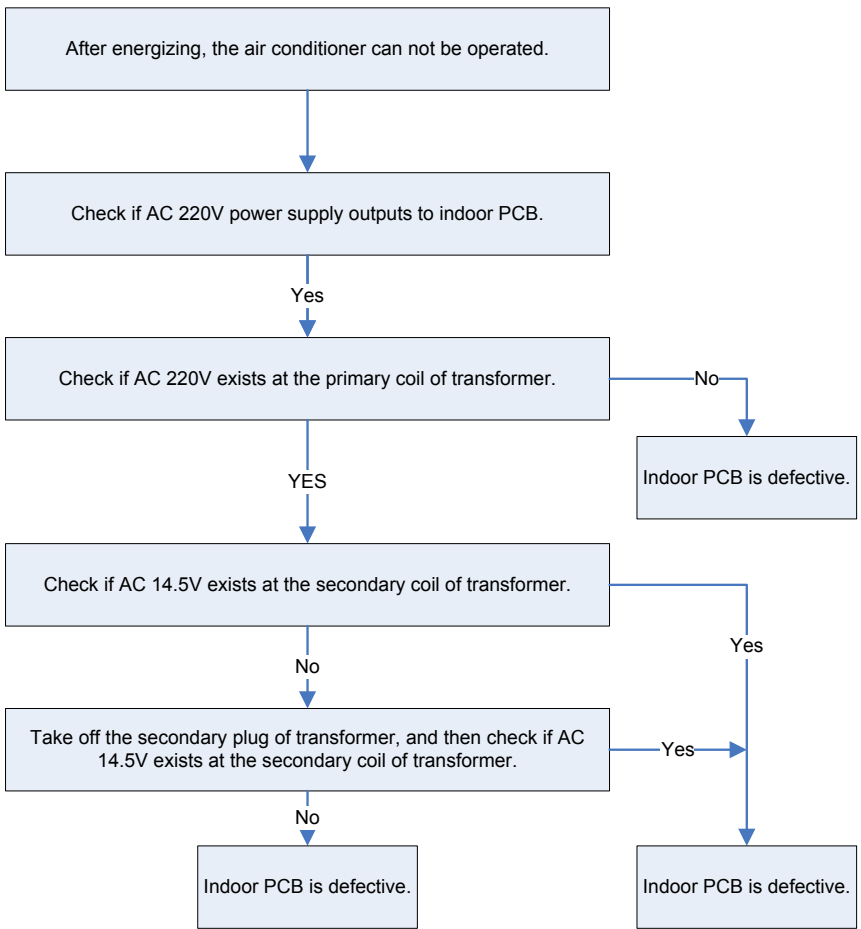 After energizing, the air conditioner can not be operated.
Check if AC 220V power supply outputs to indoor PCB.
Yes
Check if AC 220V exists at the primary coil of transformer.
No
Indoor PCB is defective.
YES
Check if AC 14.5V exists at the secondary coil of transformer.
Yes
No
Take off the secondary plug of transformer, and then check if AC
14.5V exists at the secondary coil of transformer.
Yes
No
Indoor PCB is defective.
Indoor PCB is defective.